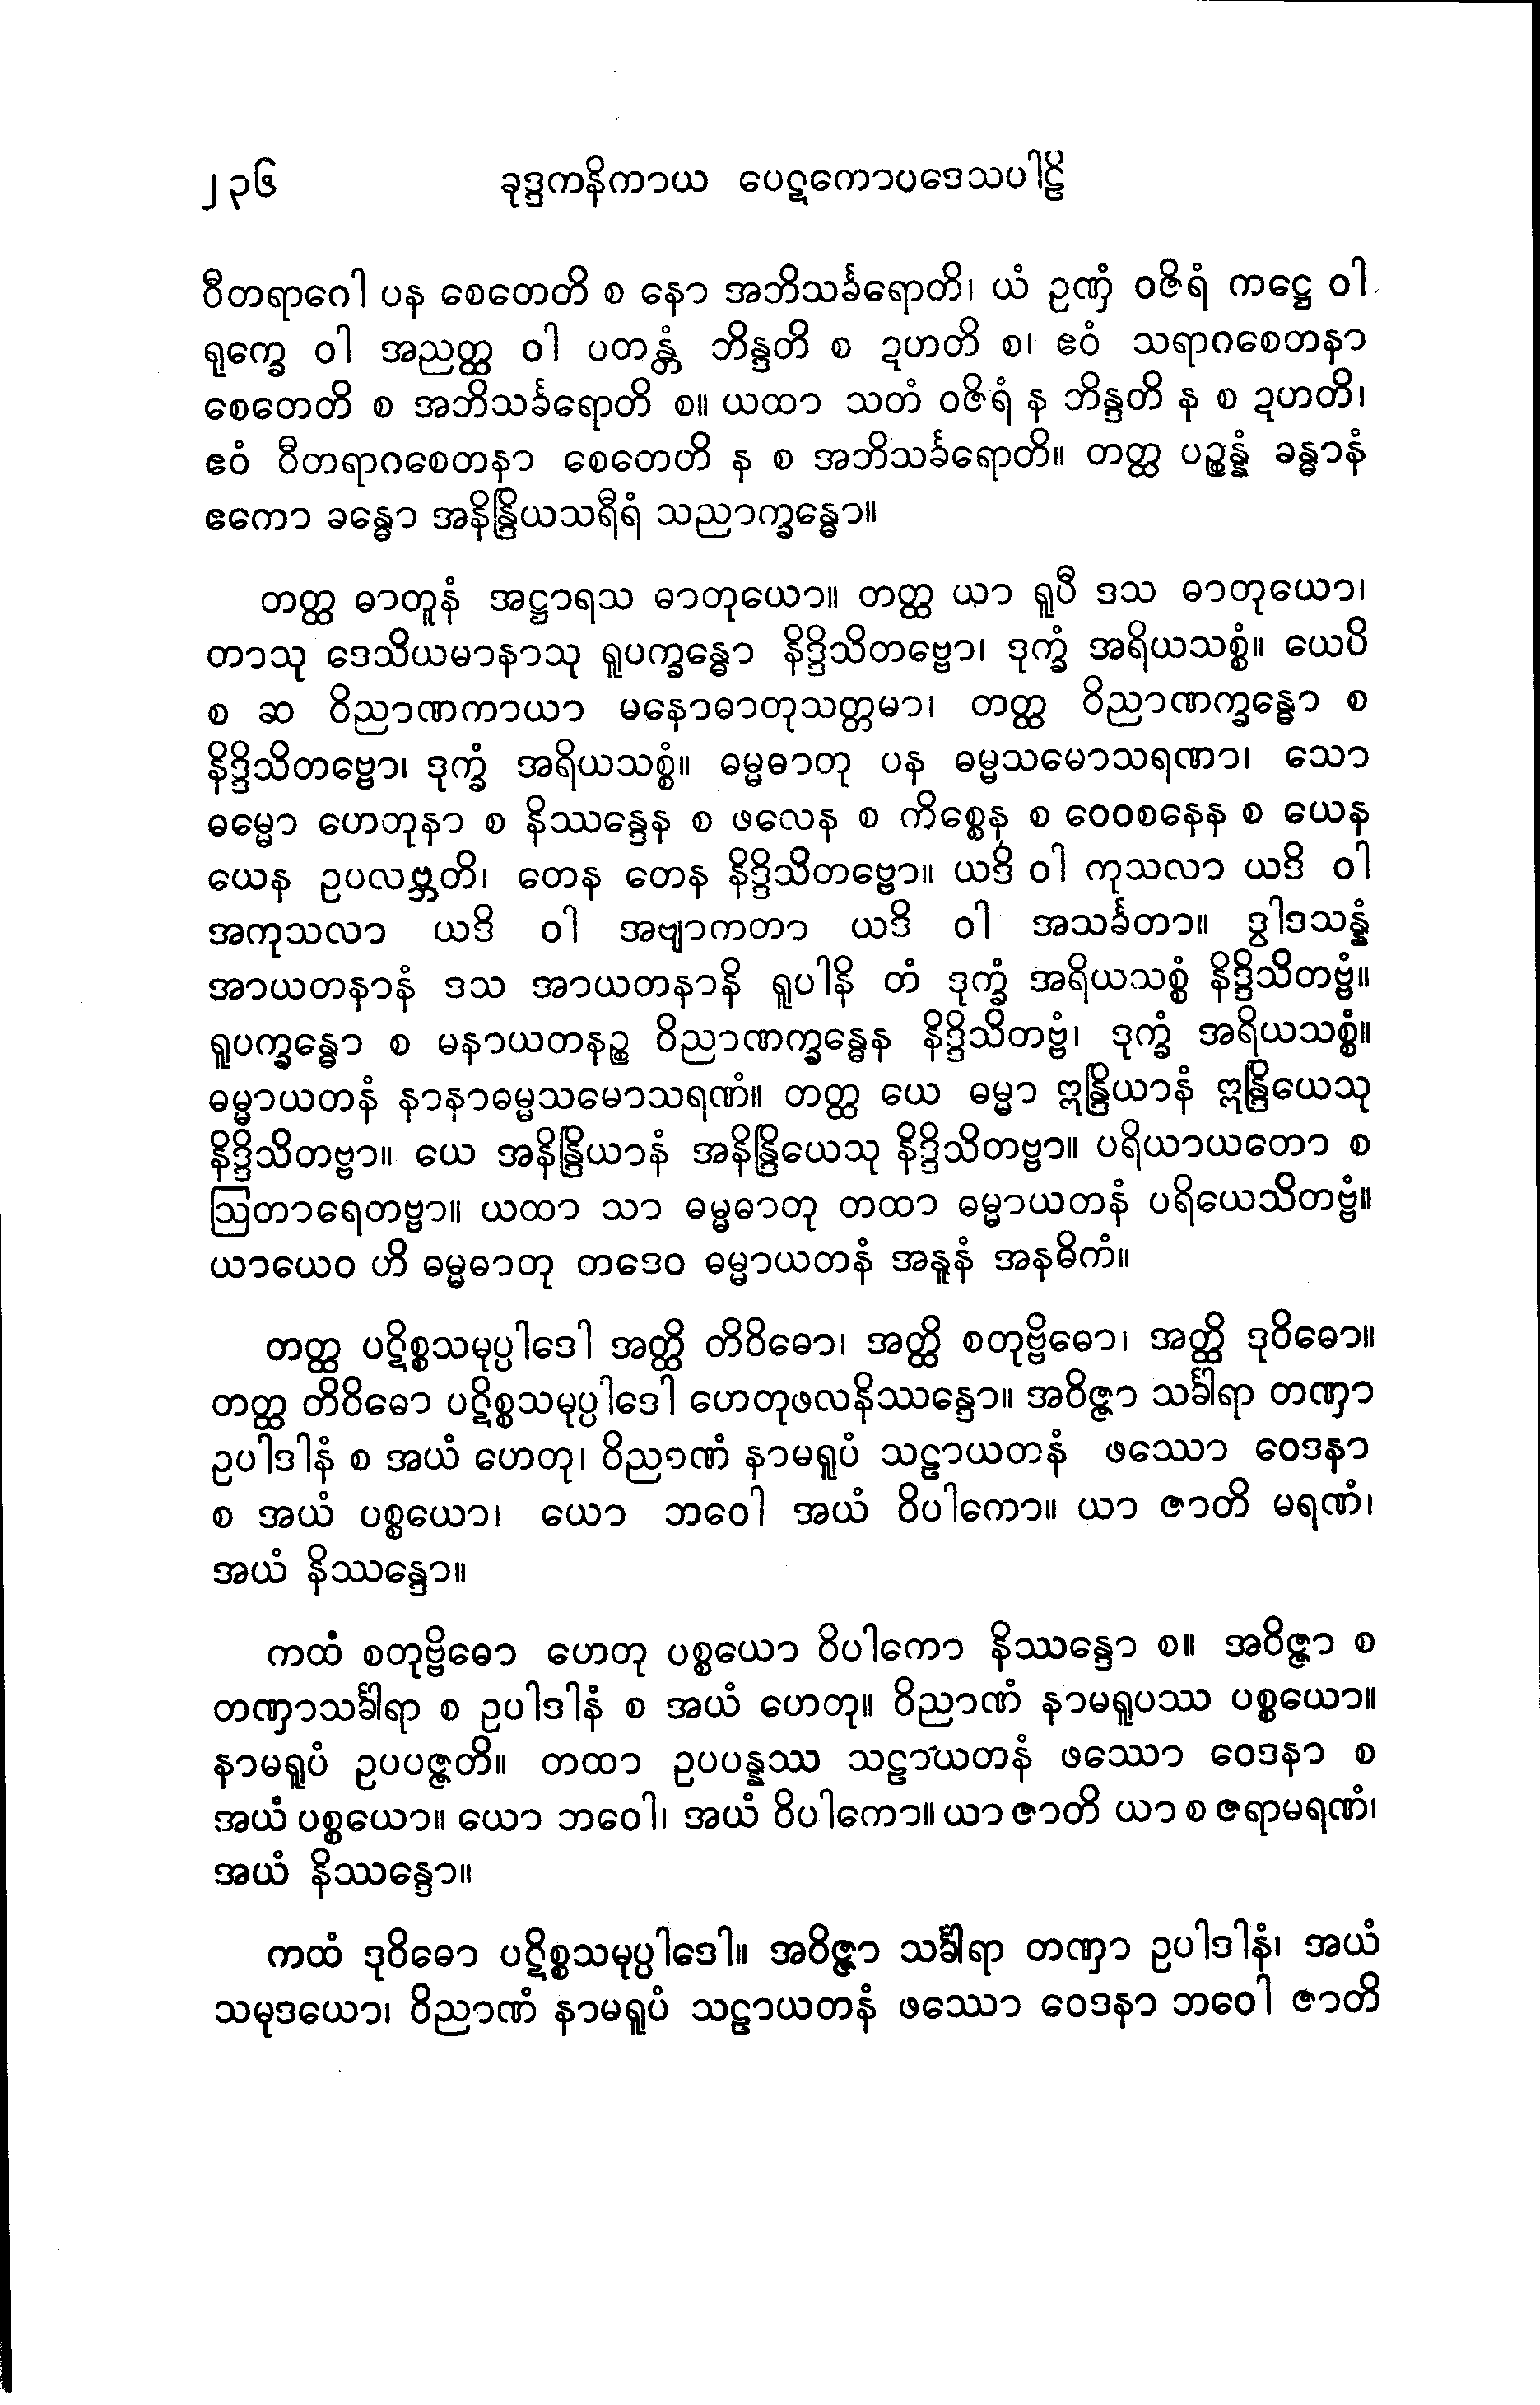 ၂၃၆ ခုဒ္ဒကနိကာယ ပေဋကောပဒေသပါဠိ
ဝီတရာဂေါ ပန စေတေတိ စ နော အဘိသင်္ခရောတိ၊ ယံ ဥဏှံ ဝဇိရံ ကဋ္ဌေ ဝါ
ရုက္ခေ ဝါ အညတ္ထ ဝါ ပတန္တံ ဘိန္ဒတိ စ ဍဟတိ စ၊ ဧဝံ သရာဂစေတနာ
စေတေတိ စ အဘိသင်္ခရောတိ စ။ ယထာ သတံ ဝဇိရံ န ဘိန္ဒတိ န စ ဍဟတိ၊
ဧဝံ ဝီတရာဂစေတနာ စေတေဟိ န စ အဘိသင်္ခရောတိ။ တတ္ထ ပဉ္စန္နံ ခန္ဓာနံ
ဧကော ခန္ဓော အနိန္ဒြိယသရီရံ သညာက္ခန္ဓော။
တတ္ထ ဓာတူနံ အဋ္ဌာရသ ဓာတုယော။ တတ္ထ ယာ ရူပီ ဒသ ဓာတုယော၊
တာသု ဒေသိယမာနာသု ရူပက္ခန္ဓော နိဒ္ဒိသိတဗ္ဗော၊ ဒုက္ခံ အရိယသစ္စံ။ ယေပိ
စ ဆ ဝိညာဏကာယာ မနောဓာတုသတ္တမာ၊ တတ္ထ ဝိညာဏက္ခန္ဓော စ
နိဒ္ဒိသိတဗ္ဗော၊ ဒုက္ခံ အရိယသစ္စံ။ ဓမ္မဓာတု ပန ဓမ္မသမောသရဏာ၊ သော
ဓမ္မော ဟေတုနာ စ နိဿန္ဒေန စ ဖလေန စ ကိစ္စေန စ ဝေဝစနေန စ ယေန
ယေန ဥပလဗ္ဘတိ၊ တေန တေန နိဒ္ဒိသိတဗ္ဗော။ ယဒိ ဝါ ကုသလာ ယဒိ ဝါ
အကုသလာ ယဒိ ဝါ အဗျာကတာ ယဒိ ဝါ အသင်္ခတာ။ ဒွါဒသန္နံ
အာယတနာနံ ဒသ အာယတနာနိ ရူပါနိ တံ ဒုက္ခံ အရိယသစ္စံ နိဒ္ဒိသိတဗ္ဗံ။
ရူပက္ခန္ဓော စ မနာယတနဉ္စ ဝိညာဏက္ခန္ဓေန နိဒ္ဒိသိတဗ္ဗံ၊ ဒုက္ခံ အရိယသစ္စံ။
ဓမ္မာယတနံ နာနာဓမ္မသမောသရဏံ။ တတ္ထ ယေ ဓမ္မာ ဣန္ဒြိယာနံ ဣန္ဒြိယေသု
နိဒ္ဒိသိတဗ္ဗာ။ ယေ အနိန္ဒြိယာနံ အနိန္ဒြိယေသု နိဒ္ဒိသိတဗ္ဗာ။ ပရိယာယတော စ
ဩတာရေတဗ္ဗာ။ ယထာ သာ ဓမ္မဓာတု တထာ ဓမ္မာယတနံ ပရိယေသိတဗ္ဗံ။
ယာယေဝ ဟိ ဓမ္မဓာတု တဒေဝ ဓမ္မာယတနံ အနူနံ အနဓိကံ။
တတ္ထ ပဋိစ္စသမုပ္ပါဒေါ အတ္ထိ တိဝိဓော၊ အတ္ထိ စတုဗ္ဗိဓော၊ အတ္ထိ ဒုဝိဓော။
တတ္ထ တိဝိဓော ပဋိစ္စသမုပ္ပါဒေါ ဟေတုဖလနိဿန္ဒော။ အဝိဇ္ဇာ သင်္ခါရာ တဏှာ
ဥပါဒါနံ စ အယံ ဟေတု၊ ဝိညာဏံ နာမရူပံ သဠာယတနံ ဖဿော ဝေဒနာ
စ အယံ ပစ္စယော၊ ယော ဘဝေါ အယံ ဝိပါကော။ ယာ ဇာတိ မရဏံ၊
အယံ နိဿန္ဒော။
ကထံ စတုဗ္ဗိဓော ဟေတု ပစ္စယော ဝိပါကော နိဿန္ဒော စ။ အဝိဇ္ဇာ စ
တဏှာသင်္ခါရာ စ ဥပါဒါနံ စ အယံ ဟေတု။ ဝိညာဏံ နာမရူပဿ ပစ္စယော။
နာမရူပံ ဥပပဇ္ဇတိ။ တထာ ဥပပန္နဿ သဠာယတနံ ဖဿော ဝေဒနာ စ
အယံ ပစ္စယော။ ယော ဘဝေါ၊ အယံ ဝိပါကော။ ယာ ဇာတိ ယာ စ ဇရာမရဏံ၊
အယံ နိဿန္ဒော။
ကထံ ဒုဝိဓော ပဋိစ္စသမုပ္ပါဒေါ။ အဝိဇ္ဇာ သင်္ခါရာ တဏှာ ဥပါဒါနံ၊ အယံ
သမုဒယော၊ ဝိညာဏံ နာမရူပံ သဠာယတနံ ဖဿော ဝေဒနာ ဘဝေါ ဇာတိ